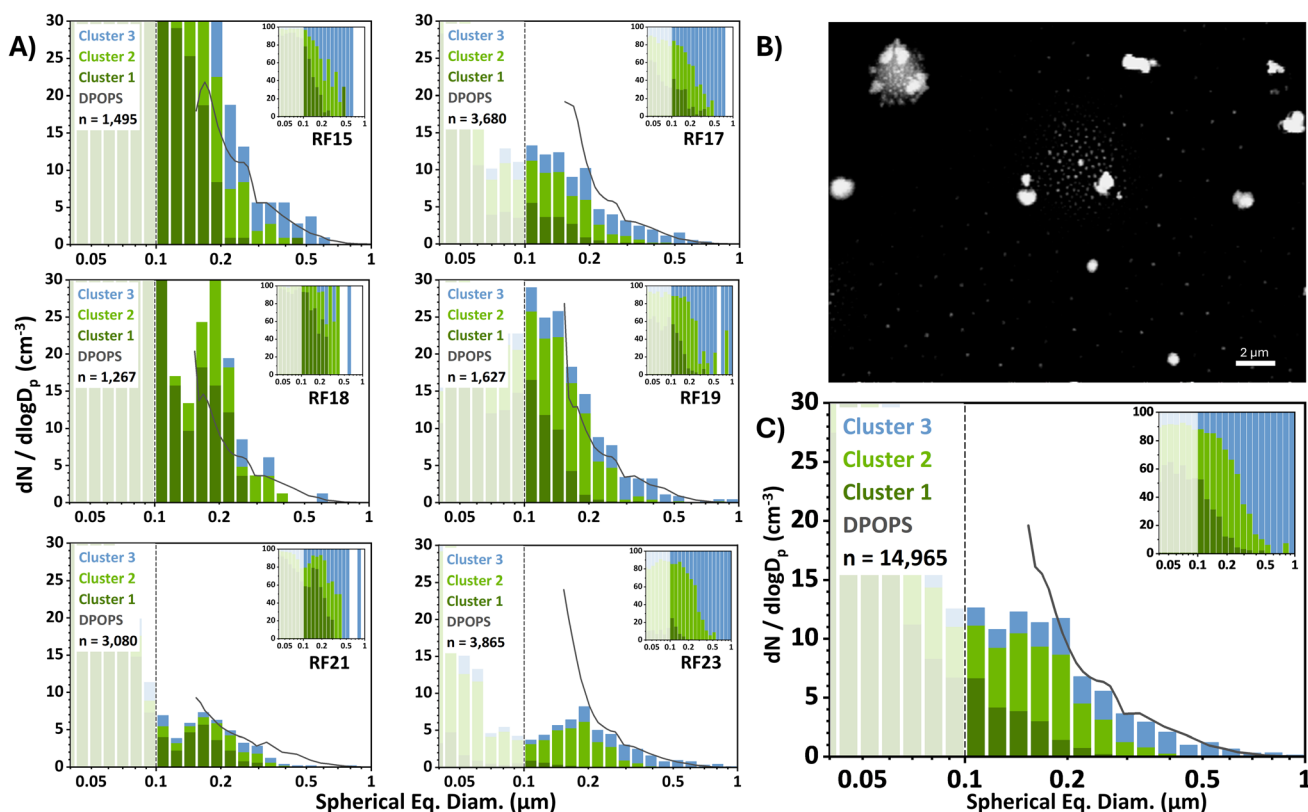 A)
dN / dlogDp (cm-3)
30
25
20
15
10
5
0
Cluster 3
Cluster 2
Cluster 1
DPOPS
n = 1,495
100
80
60
40
20
0
0.05 0.1 0.2 0.5 1
RF15
0.05 0.1 0.2 0.5 1
30
25
20
15
10
5
0
Cluster 3
Cluster 2
Cluster 1
DPOPS
n = 3,680
100
80
60
40
20
0
0.05 0.1 0.2 0.5 1
RF17
0.05 0.1 0.2 0.5 1
30
25
20
15
10
5
0
Cluster 3
Cluster 2
Cluster 1
DPOPS
n = 1,267
100
80
60
40
20
0
0.05 0.1 0.2 0.5 1
RF18
0.05 0.1 0.2 0.5 1
30
25
20
15
10
5
0
Cluster 3
Cluster 2
Cluster 1
DPOPS
n = 1,627
100
80
60
40
20
0
0.05 0.1 0.2 0.5 1
RF19
0.05 0.1 0.2 0.5 1
30
25
20
15
10
5
0
Cluster 3
Cluster 2
Cluster 1
DPOPS
n = 3,080
100
80
60
40
20
0
0.05 0.1 0.2 0.5 1
RF21
0.05 0.1 0.2 0.5 1
30
25
20
15
10
5
0
Cluster 3
Cluster 2
Cluster 1
DPOPS
n = 3,865
100
80
60
40
20
0
0.05 0.1 0.2 0.5 1
RF23
0.05 0.1 0.2 0.5 1
Spherical Eq. Diam. (µm)
B)
2 µm
C)
dN / dlogDp (cm-3)
30
25
20
15
10
5
0
Cluster 3
Cluster 2
Cluster 1
DPOPS
n = 14,965
100
80
60
40
20
0
0.05 0.1 0.2 0.5 1
0.05 0.1 0.2 0.5 1
Spherical Eq. Diam. (µm)